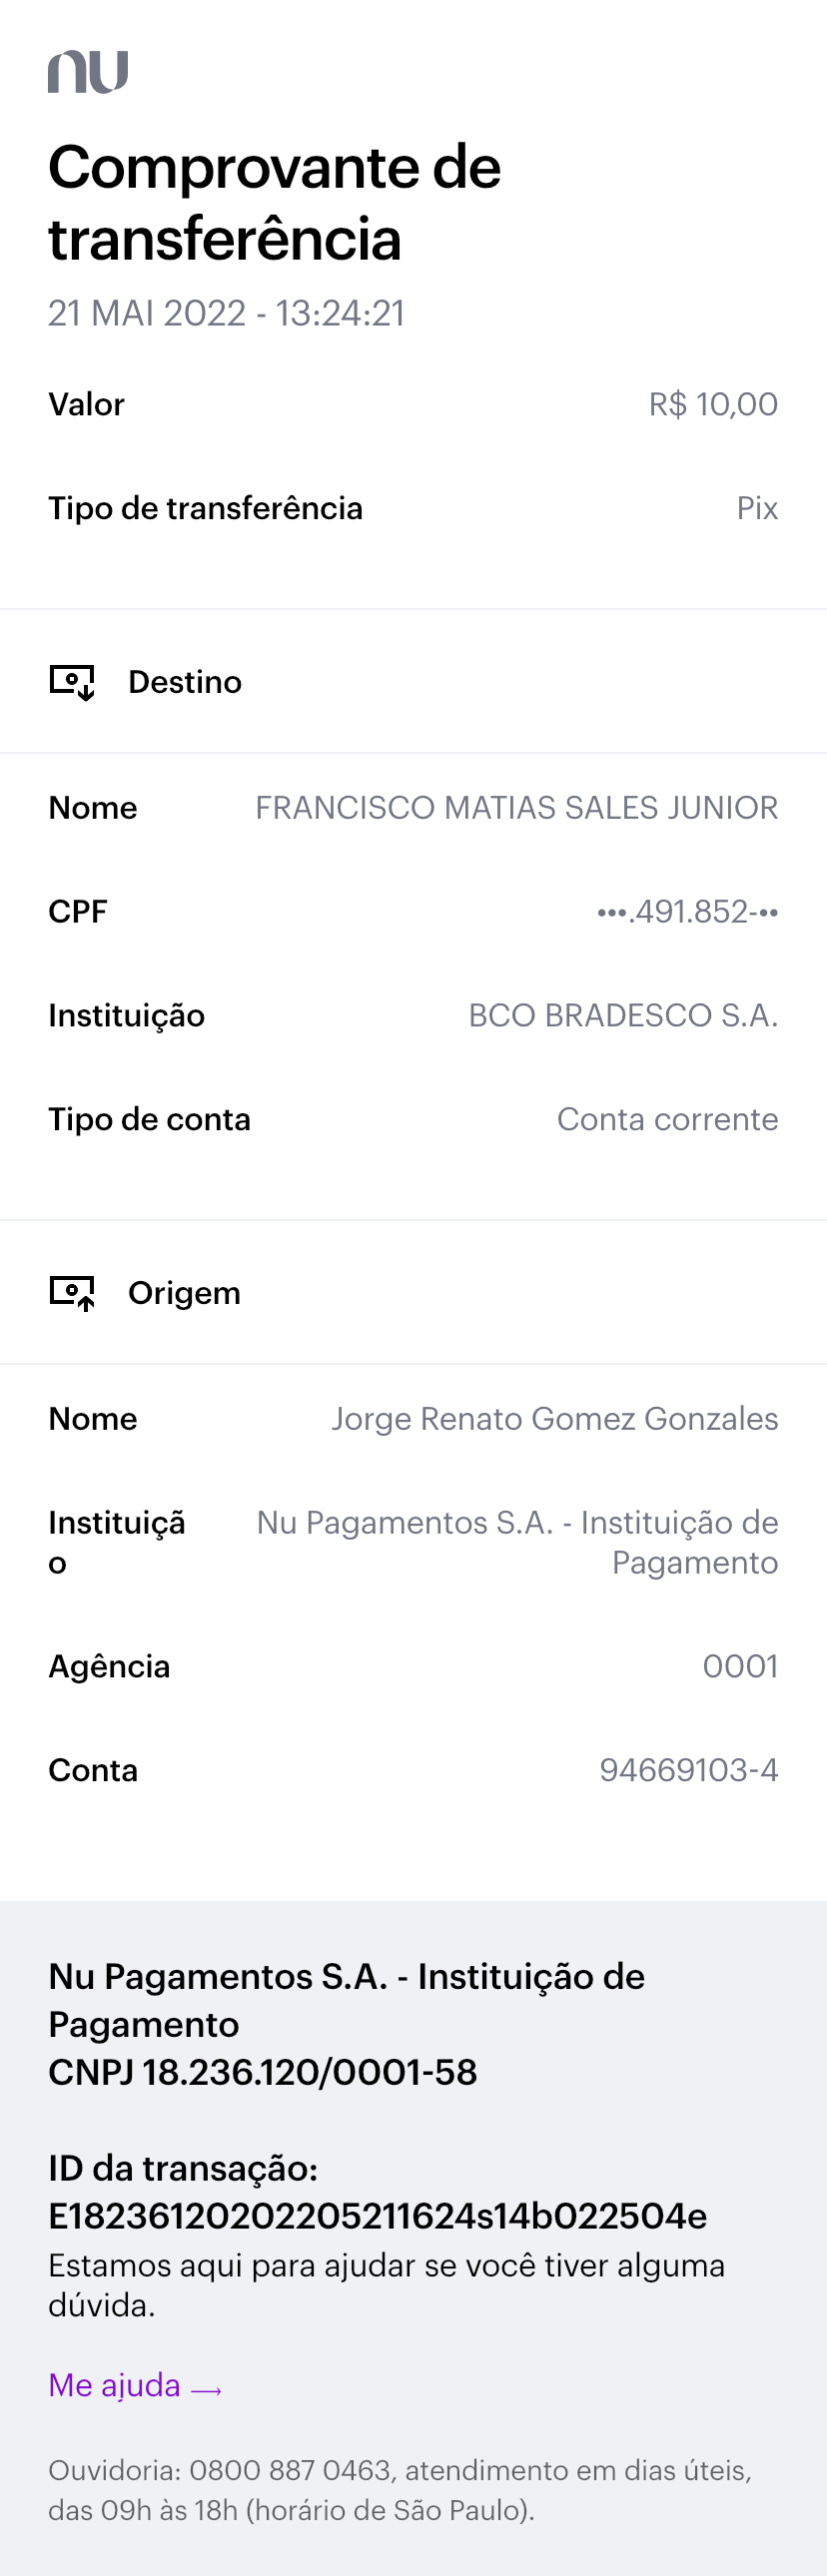 nu
Comprovante de
transferência
21 MAI 2022 - 13:24:21
Valor R$ 10,00
Tipo de transferência Pix
Destino
Nome FRANCISCO MATIAS SALES JUNIOR
CPF •••.491.852-••
Instituição BCO BRADESCO S.A.
Tipo de conta Conta corrente
Origem
Nome Jorge Renato Gomez Gonzales
Instituiçã Nu Pagamentos S.A. - Instituição de
o Pagamento
Agência 0001
Conta 94669103-4
Nu Pagamentos S.A. - Instituição de
Pagamento
CNPJ 18.236.120/0001-58
ID da transação:
E18236120202205211624s14b022504e
Estamos aqui para ajudar se você tiver alguma
dúvida.
Me ajuda →
Ouvidoria: 0800 887 0463, atendimento em dias úteis,
das 09h às 18h (horário de São Paulo).